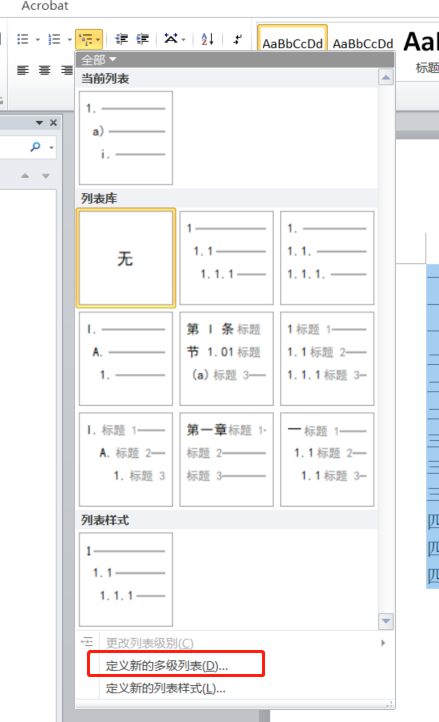 Acrobat
AaBbCcDd AaBbCcDd AaB
标题
全部
当前列表
1.
a)
i.
列表库
无
1
1.1
1.1.1
1.
1.1.
1.1.1.
I.
A.
1.
第 I 条 标题
节 1.01 标题
(a) 标题 3
1 标题 1
1.1 标题 2
1.1.1 标题 3
I. 标题 1
A. 标题 2
1. 标题 3
第一章 标题 1
标题 2
标题 3
一 标题 1
1.1 标题 2
1.1 标题 3
列表样式
1
1.1
1.1.1
更改列表级别(C)
定义新的多级列表(D)...
定义新的列表样式(L)...